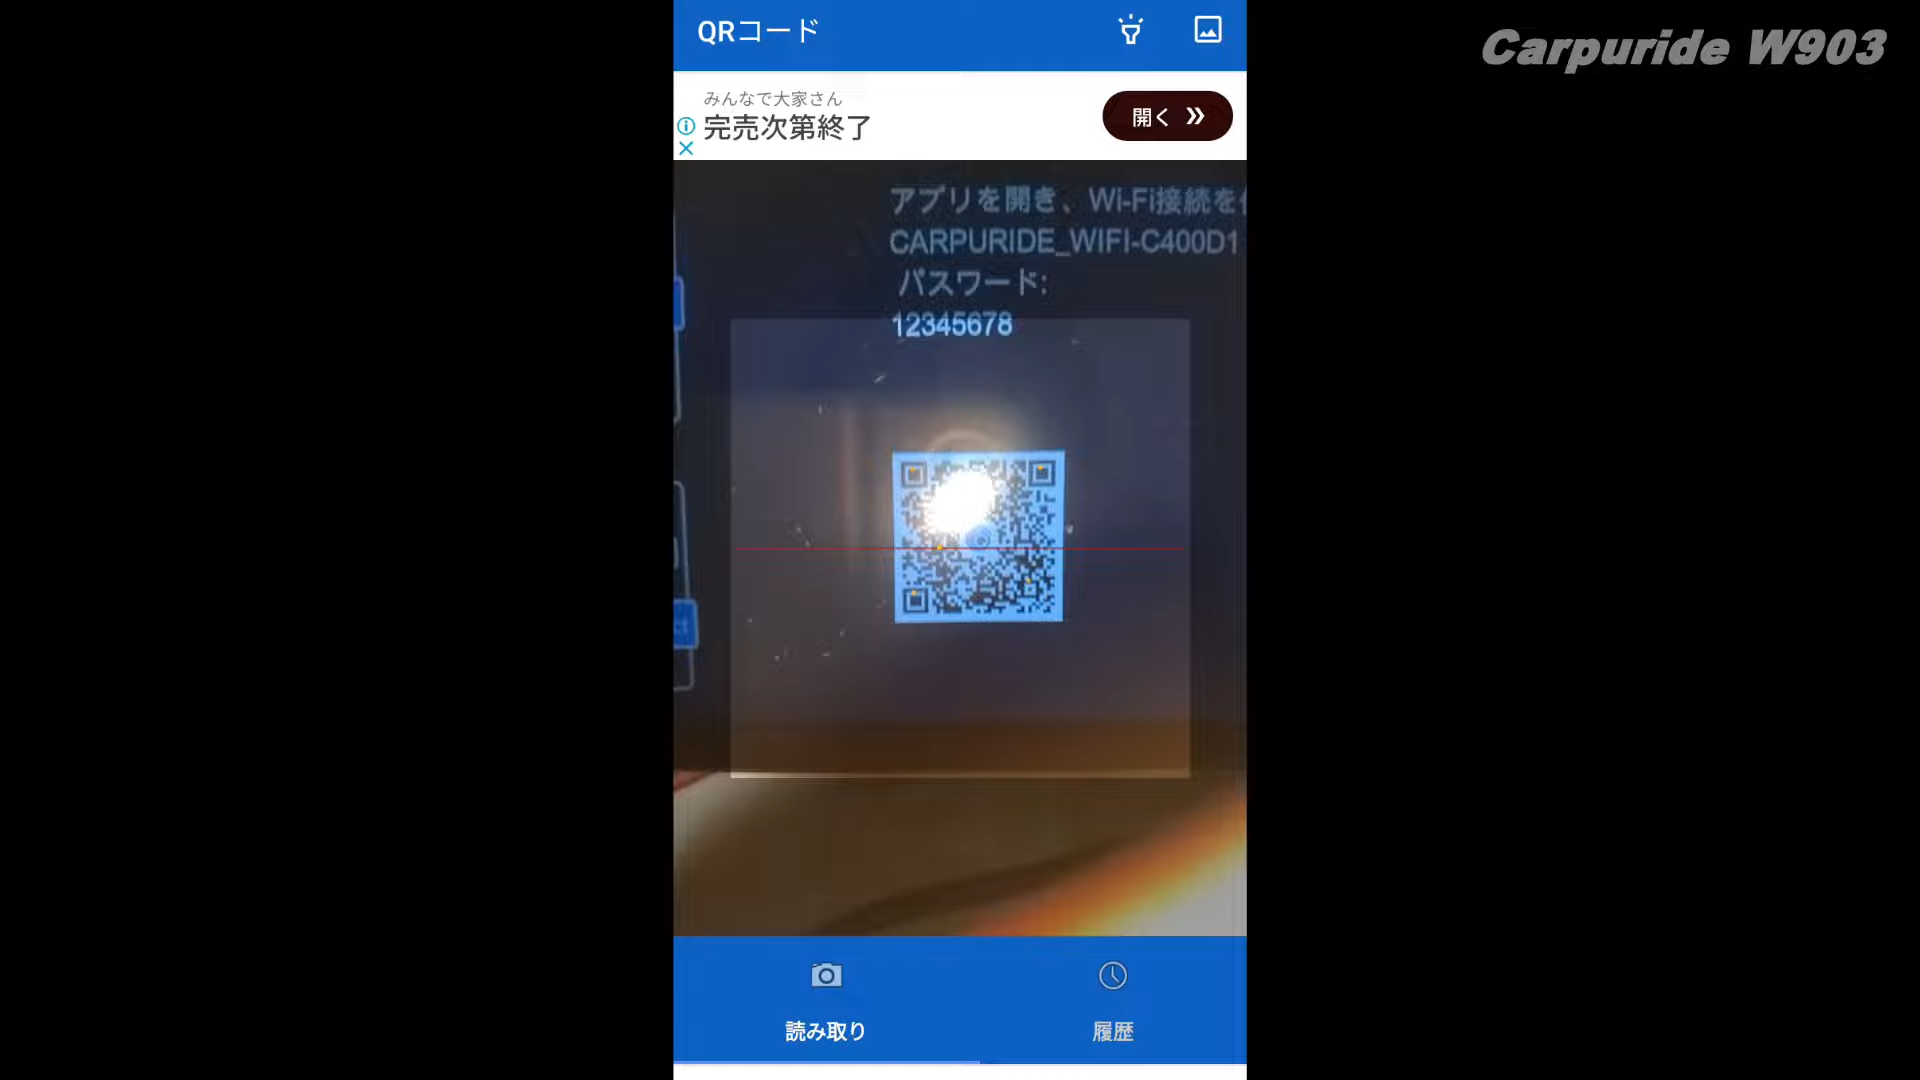 QRコード
Carpuride W903
みんなで大家さん
完売次第終了
開く
アプリを開き、Wi-Fi接続を
CARPURIDE_WIFI-C400D1
パスワード:
12345678
読み取り
履歴